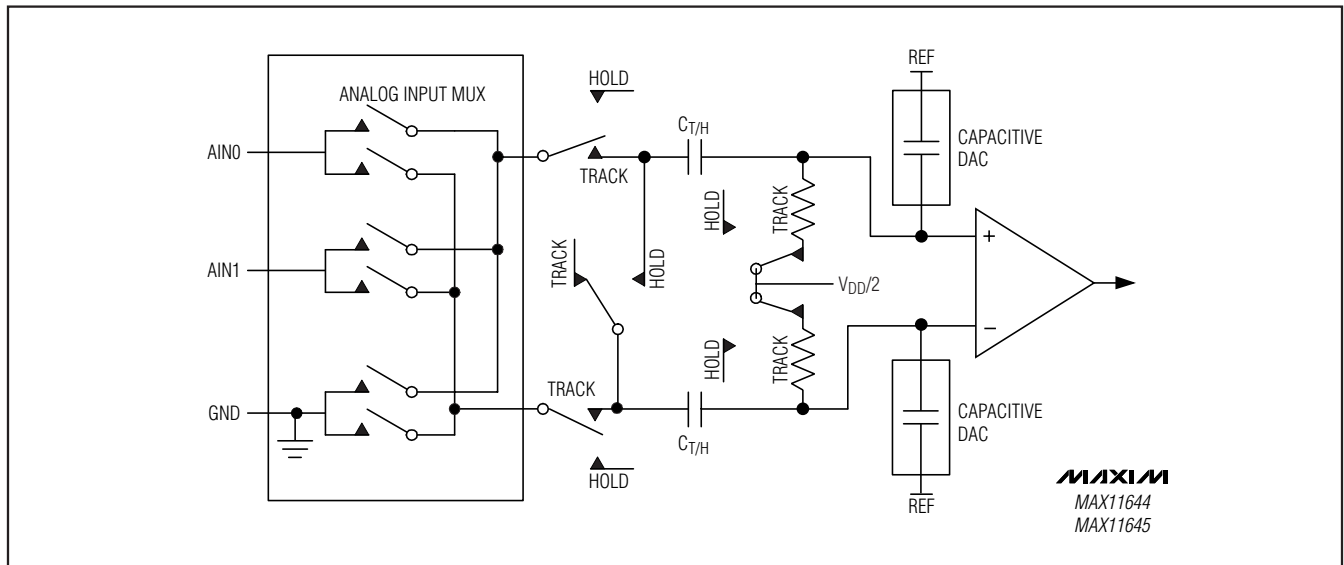 ANALOG INPUT MUX
AIN0
AIN1
GND
HOLD
TRACK
TRACK
HOLD
TRACK
HOLD
CT/H
CT/H
HOLD
HOLD
TRACK
TRACK
VDD/2
REF
CAPACITIVE
DAC
+
−
CAPACITIVE
DAC
REF
MAXIM
MAX11644
MAX11645